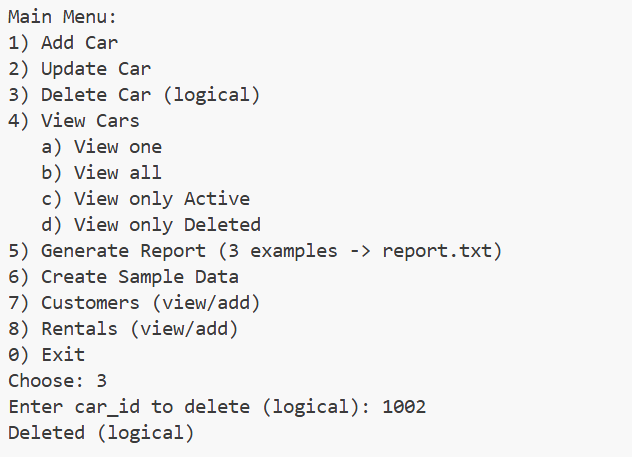 Main Menu:
1) Add Car
2) Update Car
3) Delete Car (logical)
4) View Cars
   a) View one
   b) View all
   c) View only Active
   d) View only Deleted
5) Generate Report (3 examples -> report.txt)
6) Create Sample Data
7) Customers (view/add)
8) Rentals (view/add)
0) Exit
Choose: 3
Enter car_id to delete (logical): 1002
Deleted (logical)